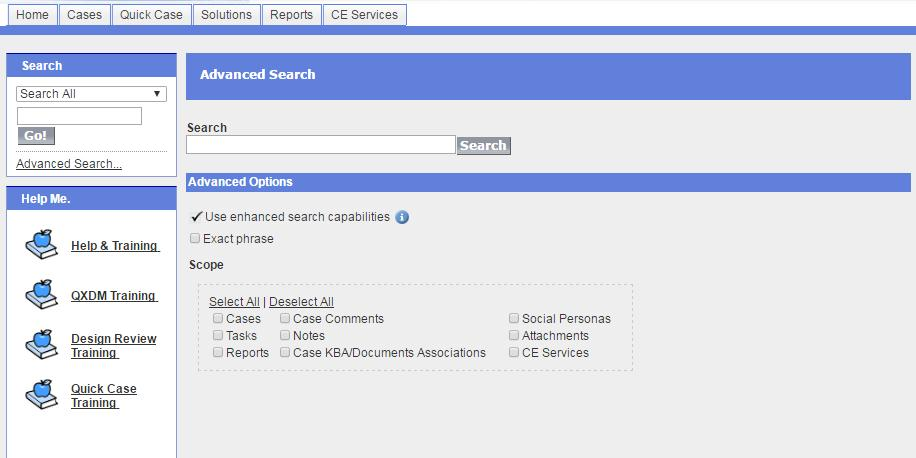 Home Cases Quick Case Solutions Reports CE Services
Search
Search All
Go!
Advanced Search...
Help Me.
Help & Training
QXDM Training
Design Review
Training
Quick Case
Training
Advanced Search
Search
Search
Advanced Options
Use enhanced search capabilities i
Exact phrase
Scope
Select All | Deselect All
Cases Case Comments Social Personas
Tasks Notes Attachments
Reports Case KBA/Documents Associations CE Services